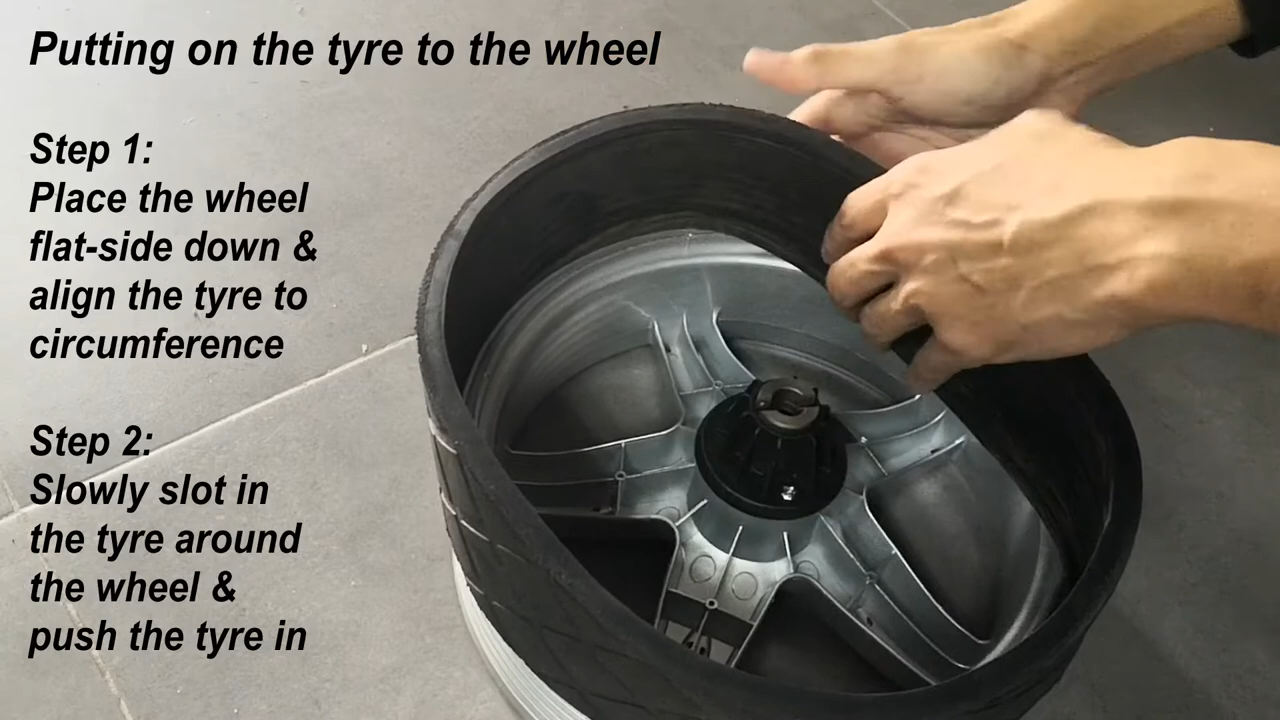 Putting on the tyre to the wheel
Step 1:
Place the wheel
flat-side down &
align the tyre to
circumference
Step 2:
Slowly slot in
the tyre around
the wheel &
push the tyre in